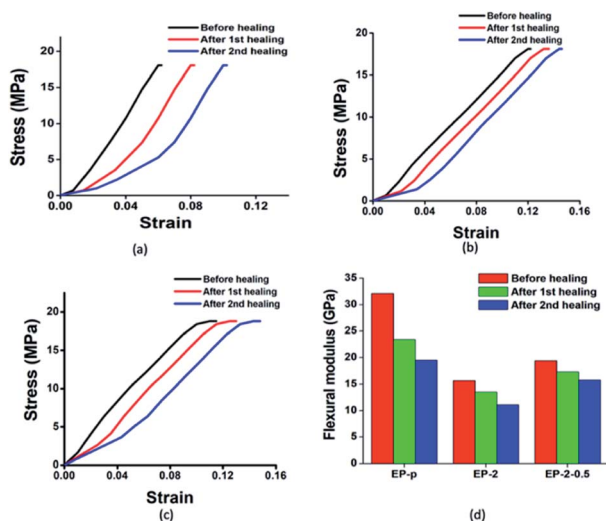 Before healing
After 1st healing
After 2nd healing
Stress (MPa)
20
15
10
5
0
0.00 0.04 0.08 0.12
Strain
(a)
Before healing
After 1st healing
After 2nd healing
Stress (MPa)
20
15
10
5
0
0.00 0.04 0.08 0.12 0.16
Strain
(b)
Before healing
After 1st healing
After 2nd healing
Stress (MPa)
20
15
10
5
0
0.00 0.04 0.08 0.12 0.16
Strain
(c)
Before healing
After 1st healing
After 2nd healing
Flexural modulus (GPa)
35
30
25
20
15
10
5
0
EP-p EP-2 EP-2-0.5
(d)